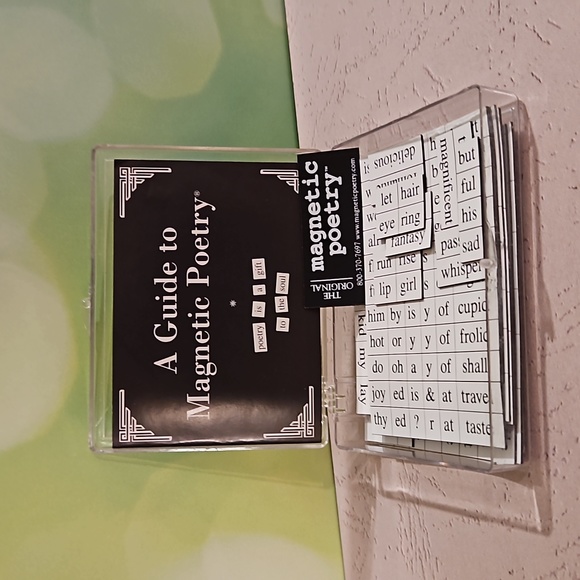 A Guide to
Magnetic Poetry®
*
poetry is a gift
to the soul
magnetic
poetry™
800-370-7697 www.magneticpoetry.com
THE
ORIGINAL
is delicious
let hair
eye ring
fantasy
run rise
lip girl
magnificent
but
ful
his
sad
whisper
him by is y of cupid
hot or y y of frolic
do oh a y of shall
joy ed is & at trave
thy ed ? r at taste
my lay